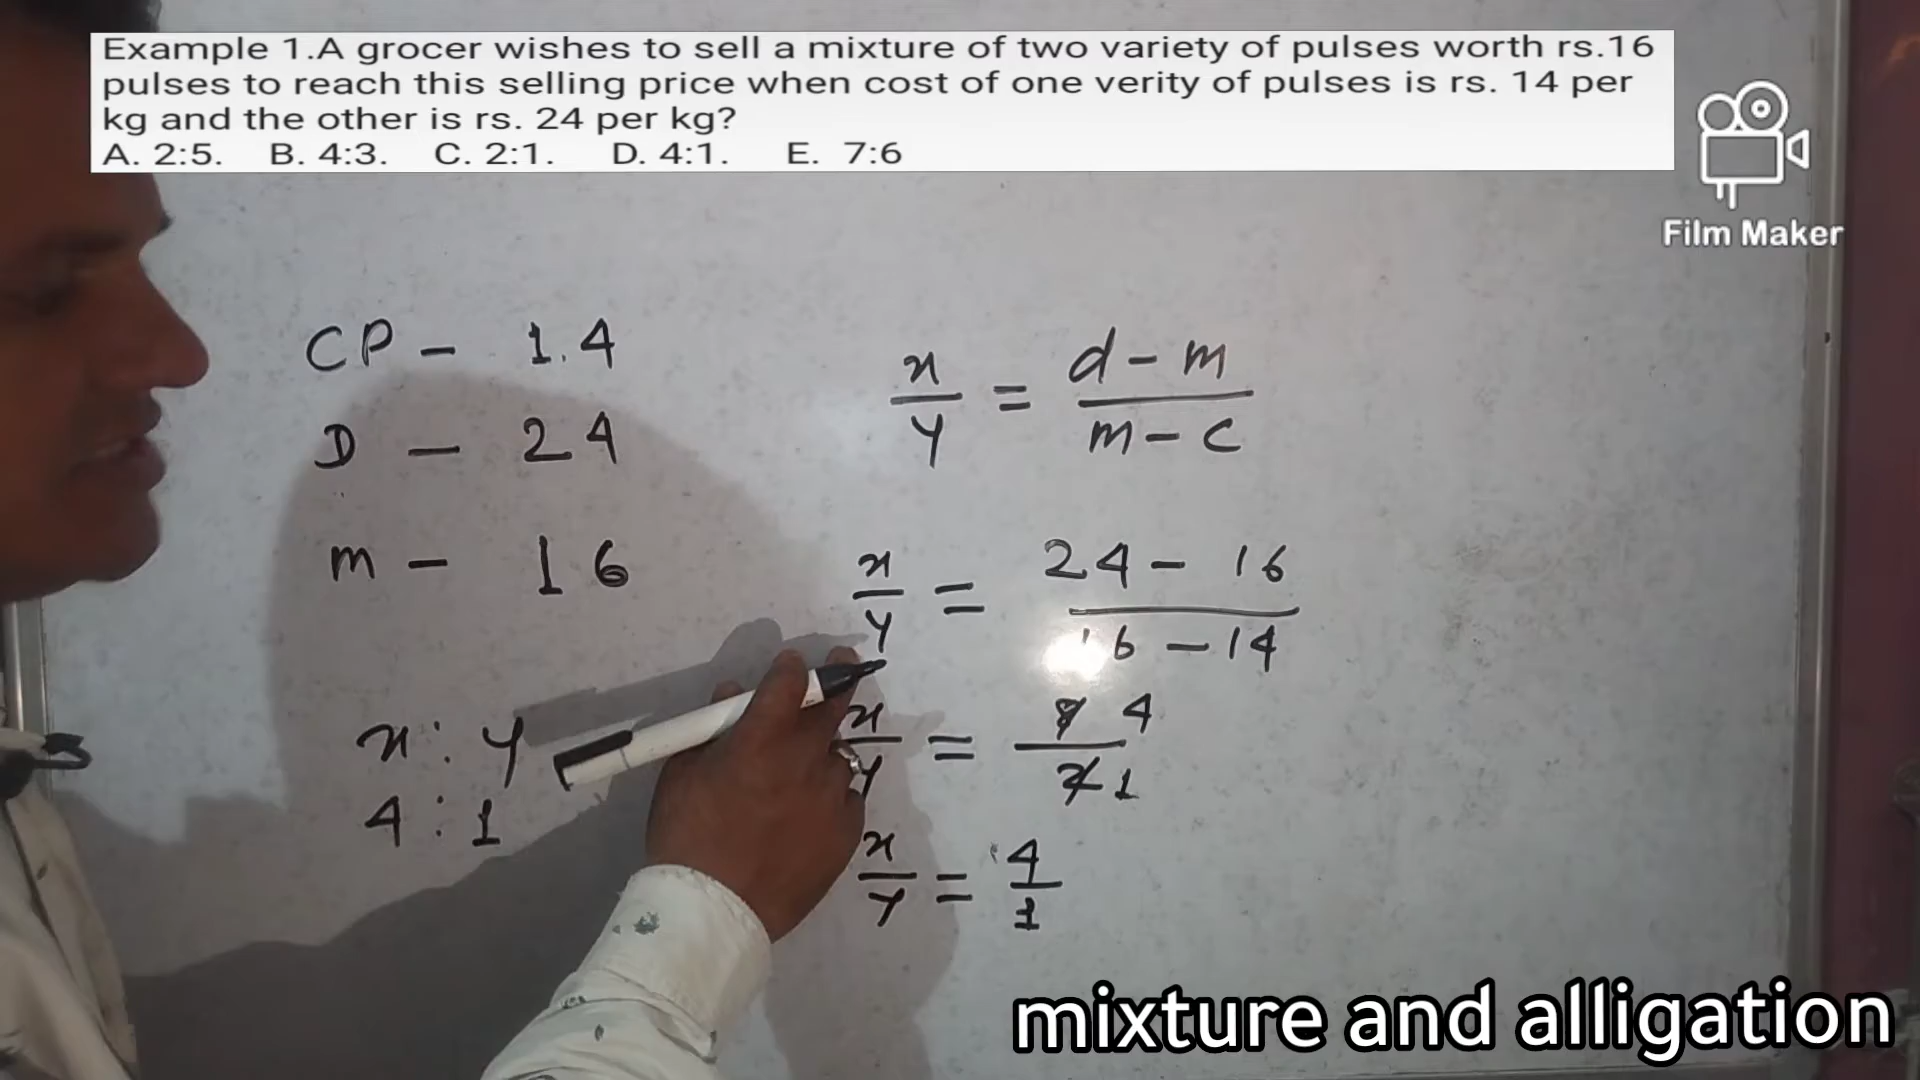 Example 1.A grocer wishes to sell a mixture of two variety of pulses worth rs.16
pulses to reach this selling price when cost of one verity of pulses is rs. 14 per
kg and the other is rs. 24 per kg?
A. 2:5. B. 4:3. C. 2:1. D. 4:1. E. 7:6
Film Maker
CP - 1.4
D - 24
m - 16
x : y
4 : 1
x/y = d - m / m - c
x/y = 24 - 16 / 16 - 14
x/y = 8 4 / 2 1
x/y = 4/1
mixture and alligation